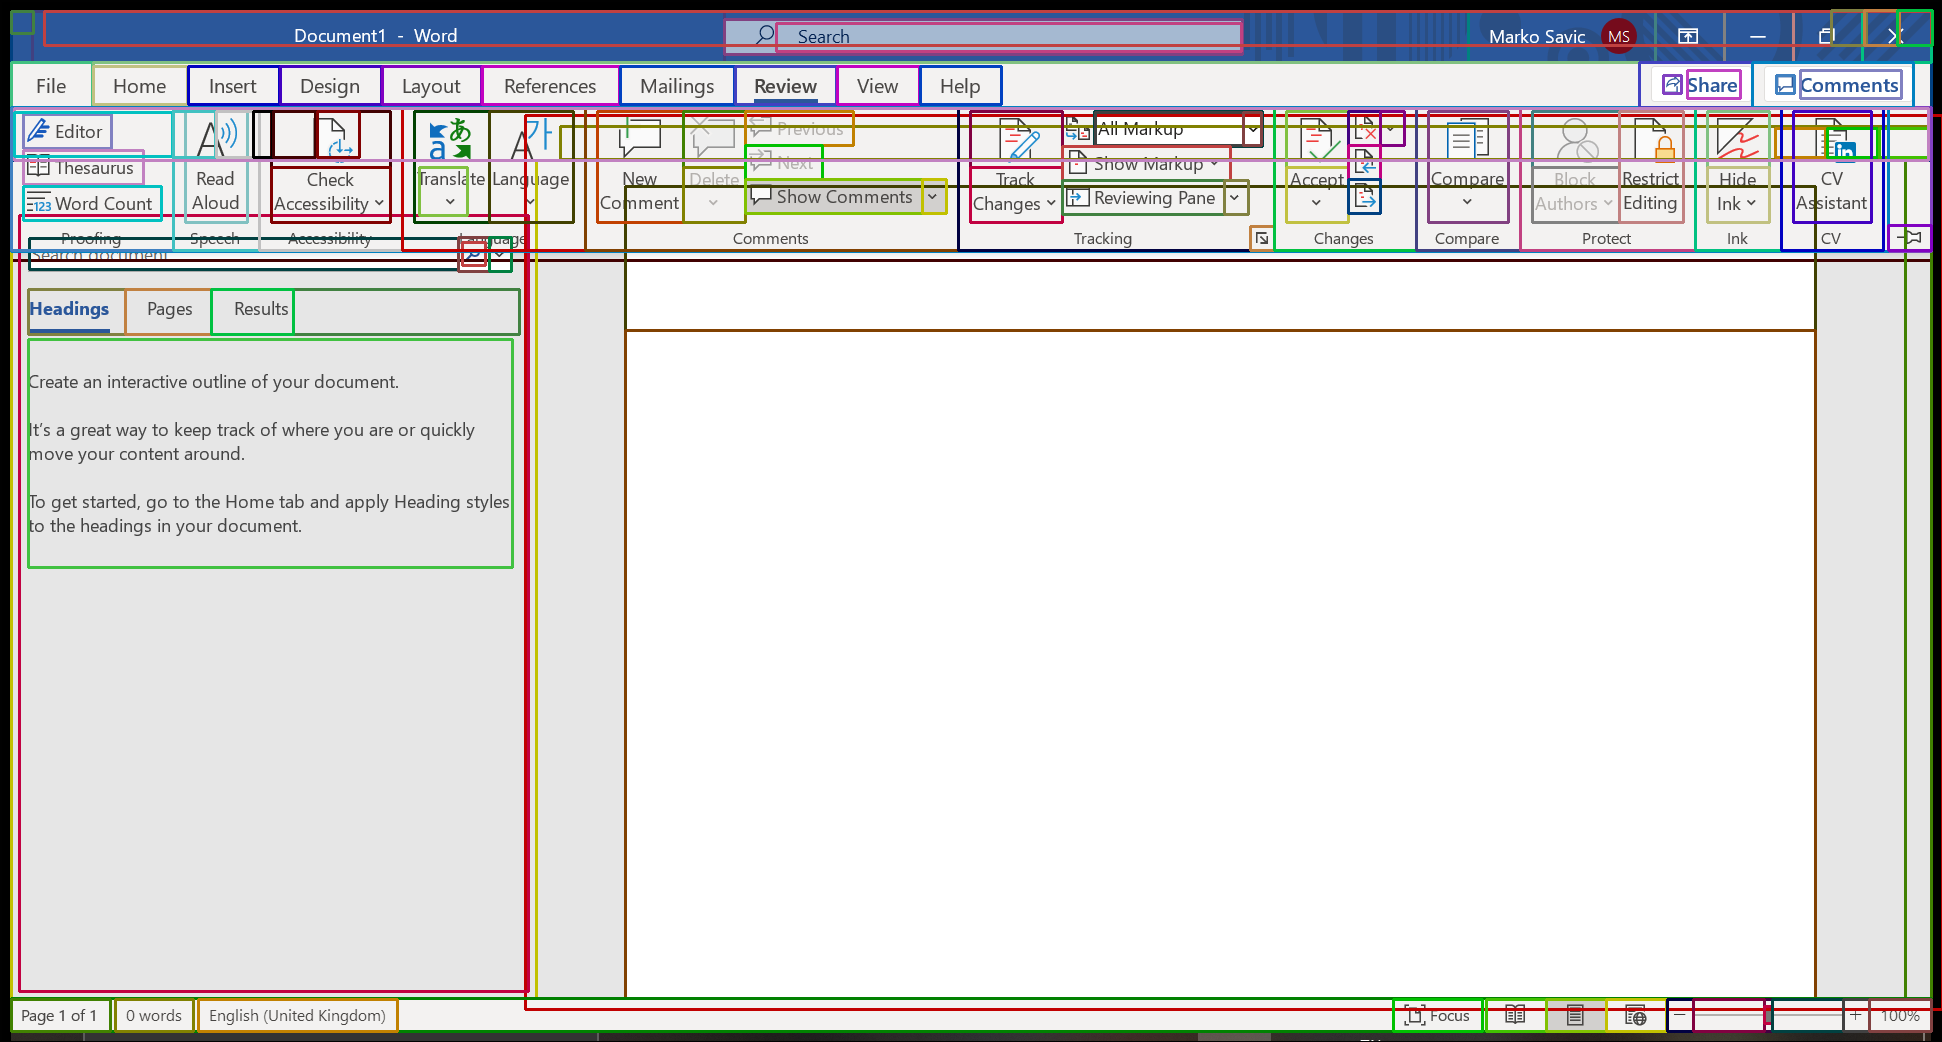 Document1 - Word
Search
Marko Savic
MS
File
Home
Insert
Design
Layout
References
Mailings
Review
View
Help
Share
Comments
Editor
Thesaurus
123 Word Count
Proofing
Read
Aloud
Speech
Check
Accessibility
Accessibility
Translate
Language
Language
New
Comment
Delete
Previous
Next
Show Comments
Comments
Track
Changes
All Markup
Show Markup
Reviewing Pane
Tracking
Accept
Changes
Compare
Compare
Block
Authors
Restrict
Editing
Protect
Hide
Ink
Ink
in
CV
Assistant
CV
Search document
Headings
Pages
Results
Create an interactive outline of your document.
It's a great way to keep track of where you are or quickly
move your content around.
To get started, go to the Home tab and apply Heading styles
to the headings in your document.
Page 1 of 1
0 words
English (United Kingdom)
Focus
100%